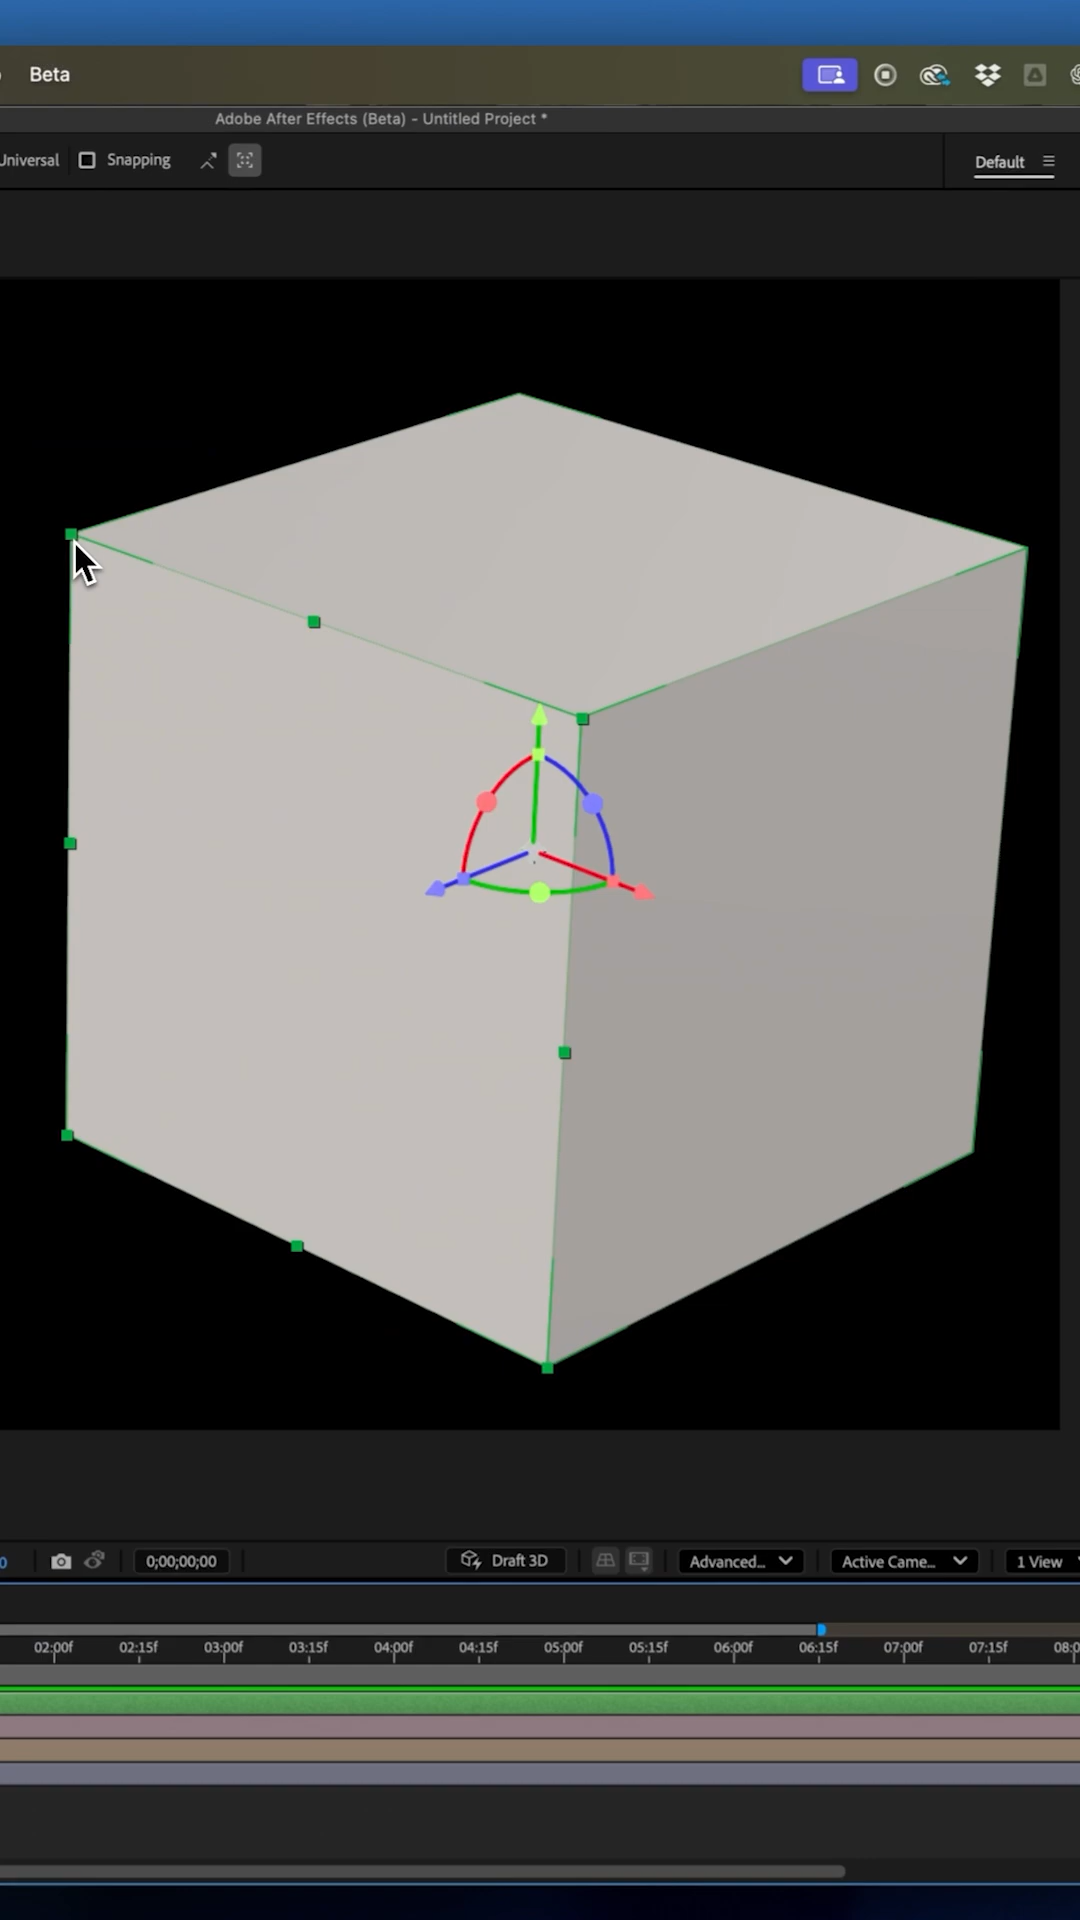 Beta
Adobe After Effects (Beta) - Untitled Project *
Universal Snapping Default
0;00;00;00 Draft 3D Advanced... Active Came... 1 View
02:00f 02:15f 03:00f 03:15f 04:00f 04:15f 05:00f 05:15f 06:00f 06:15f 07:00f 07:15f 08:0